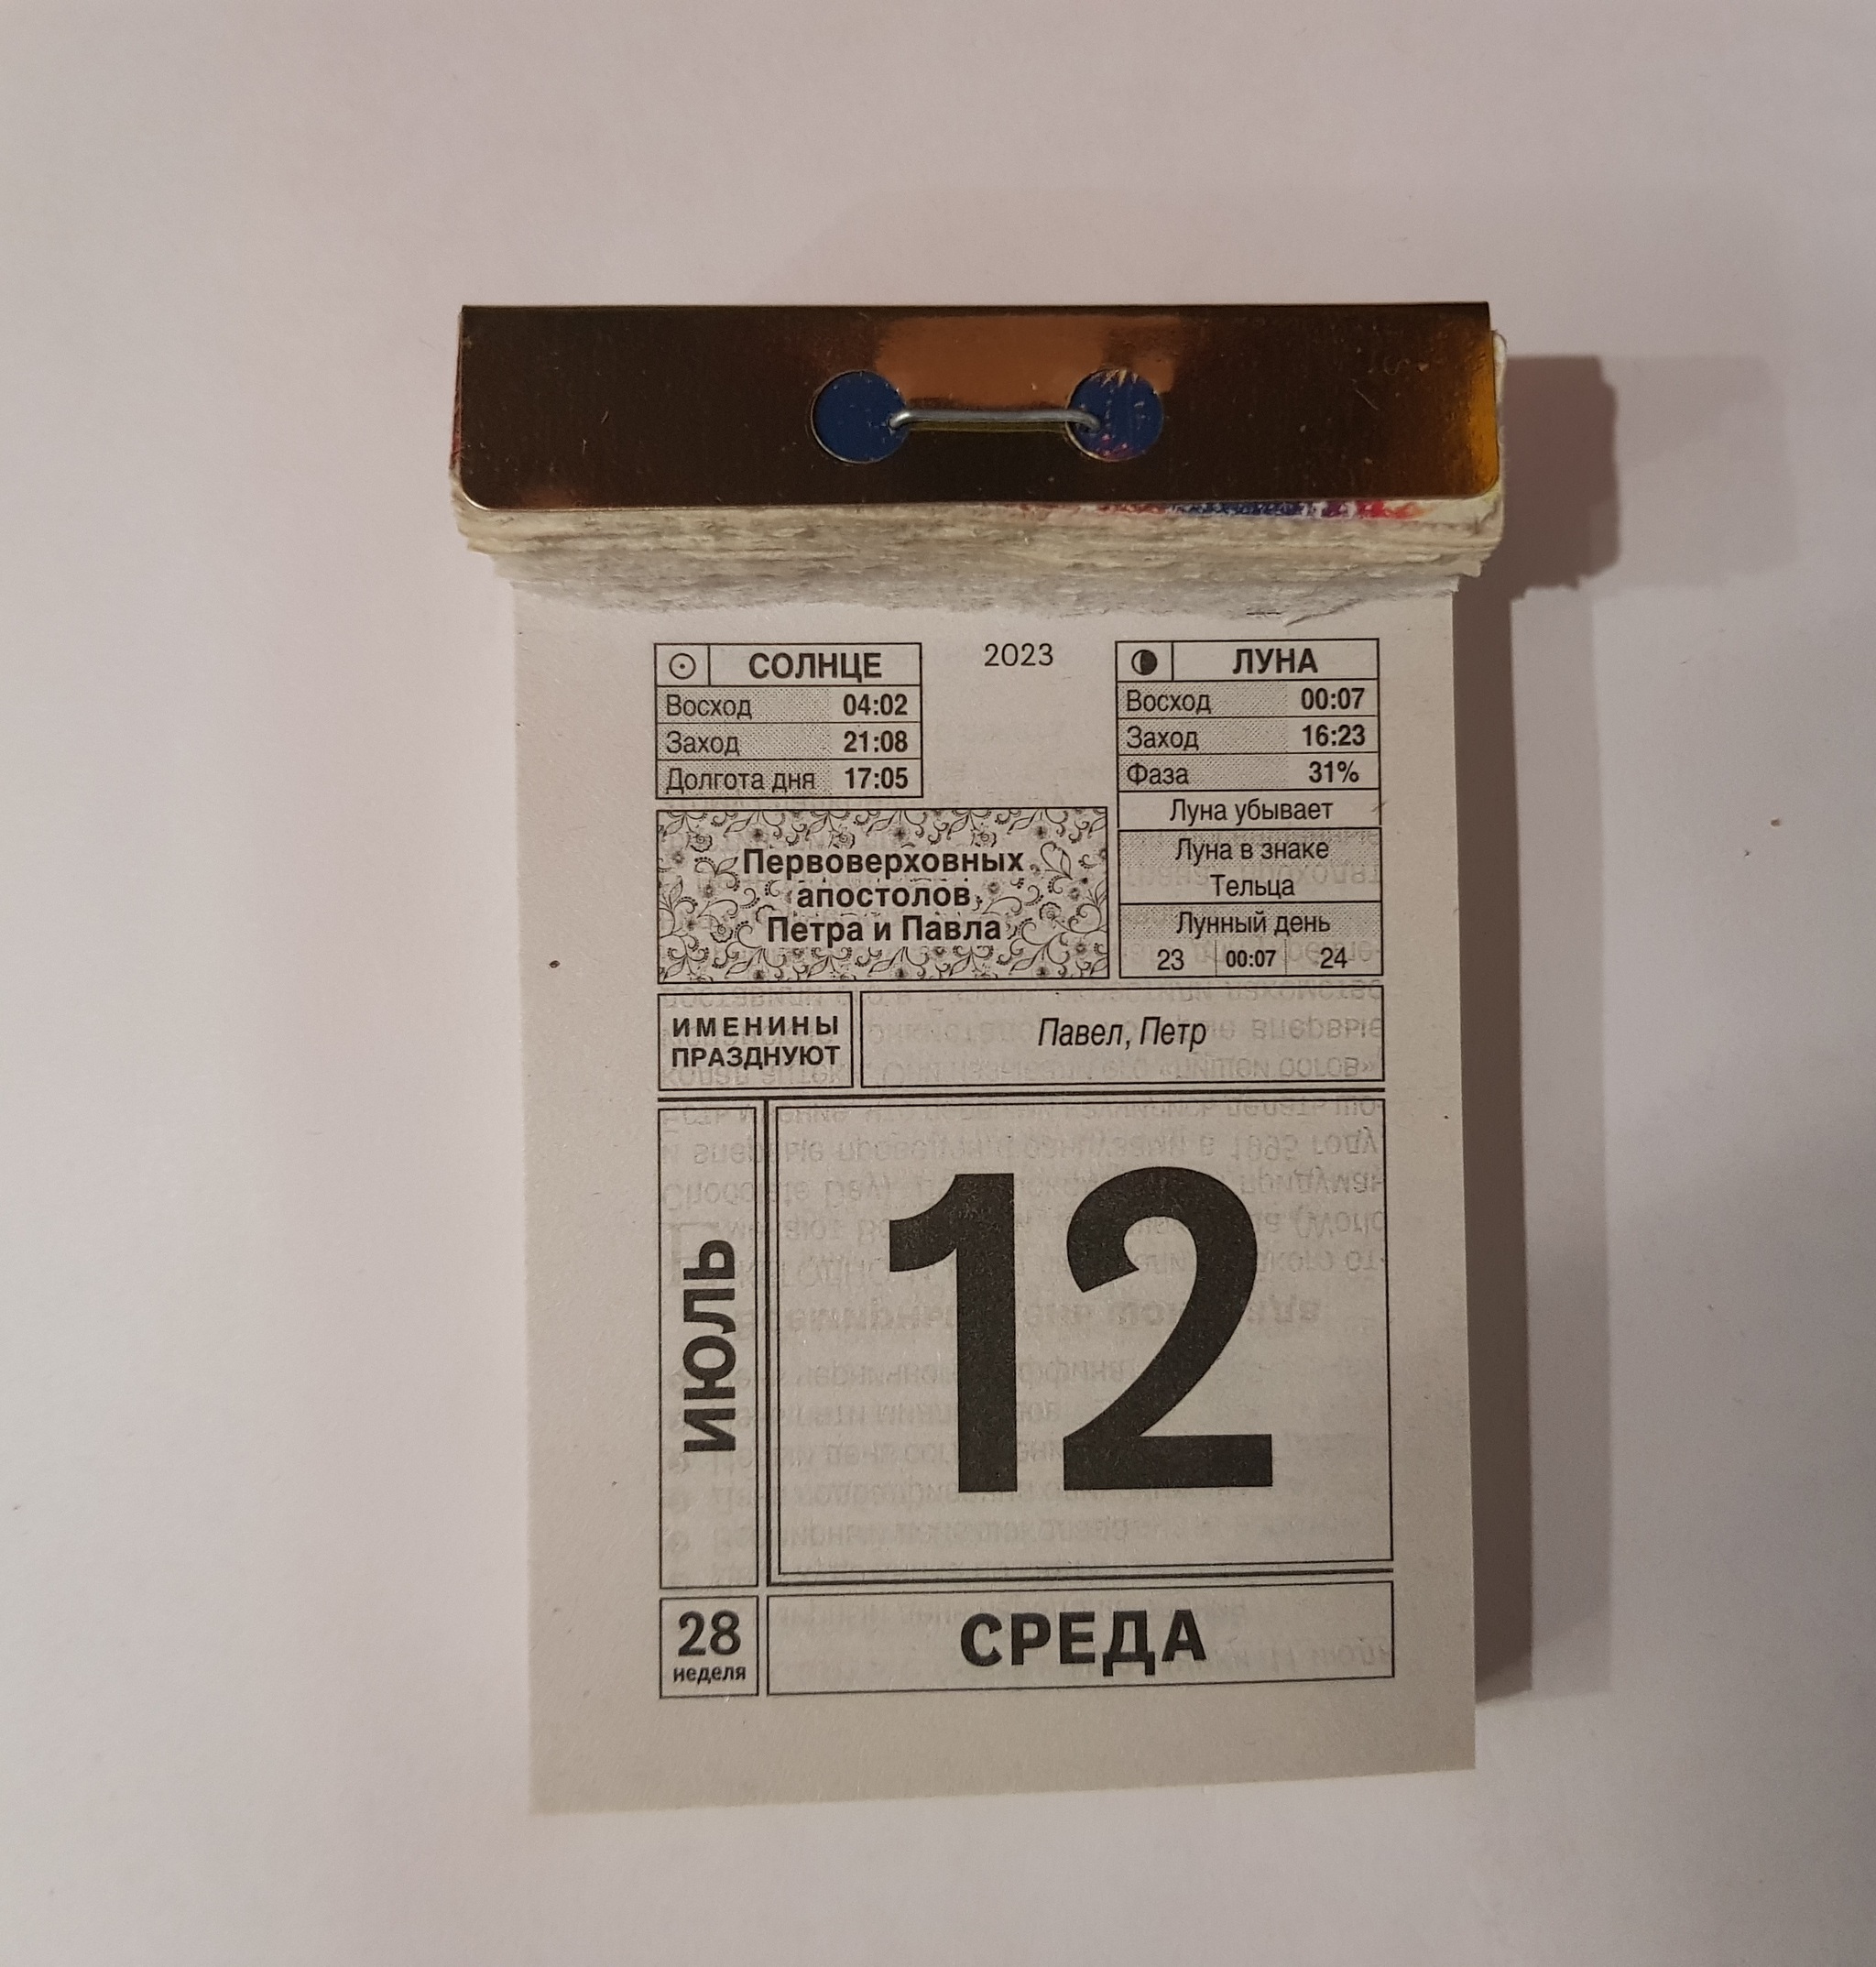 2023
СОЛНЦЕ
Восход 04:02
Заход 21:08
Долгота дня 17:05
ЛУНА
Восход 00:07
Заход 16:23
Фаза 31%
Луна убывает
Луна в знаке
Тельца
Лунный день
23 00:07 24
Первоверховных
апостолов
Петра и Павла
ИМЕНИНЫ
ПРАЗДНУЮТ
Павел, Петр
ИЮЛЬ
12
28
неделя
СРЕДА